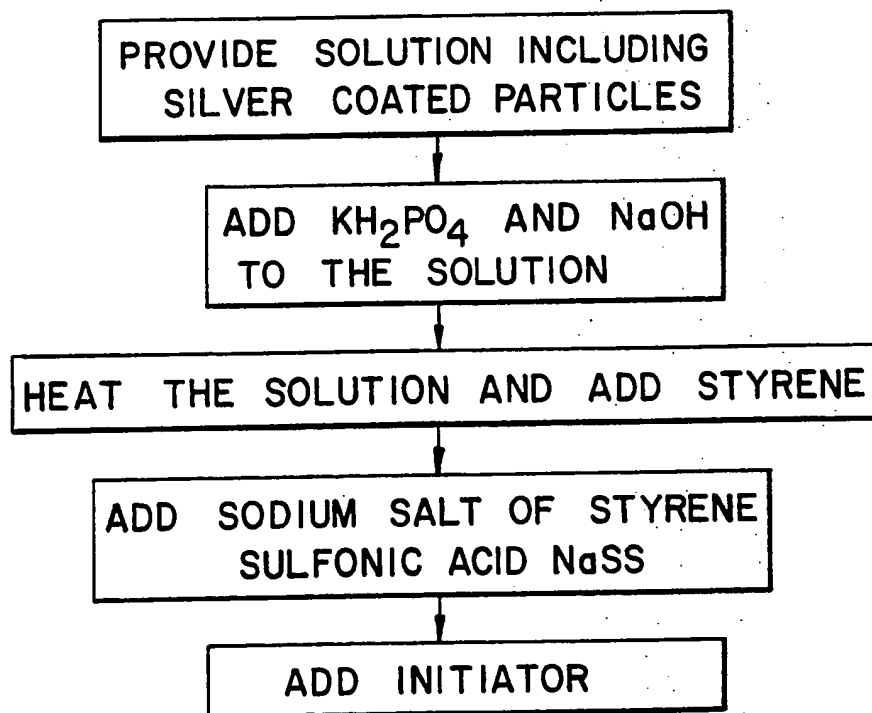 PROVIDE SOLUTION INCLUDING
SILVER COATED PARTICLES
ADD KH₂PO₄ AND NaOH
TO THE SOLUTION
HEAT THE SOLUTION AND ADD STYRENE
ADD SODIUM SALT OF STYRENE
SULFONIC ACID NaSS
ADD INITIATOR